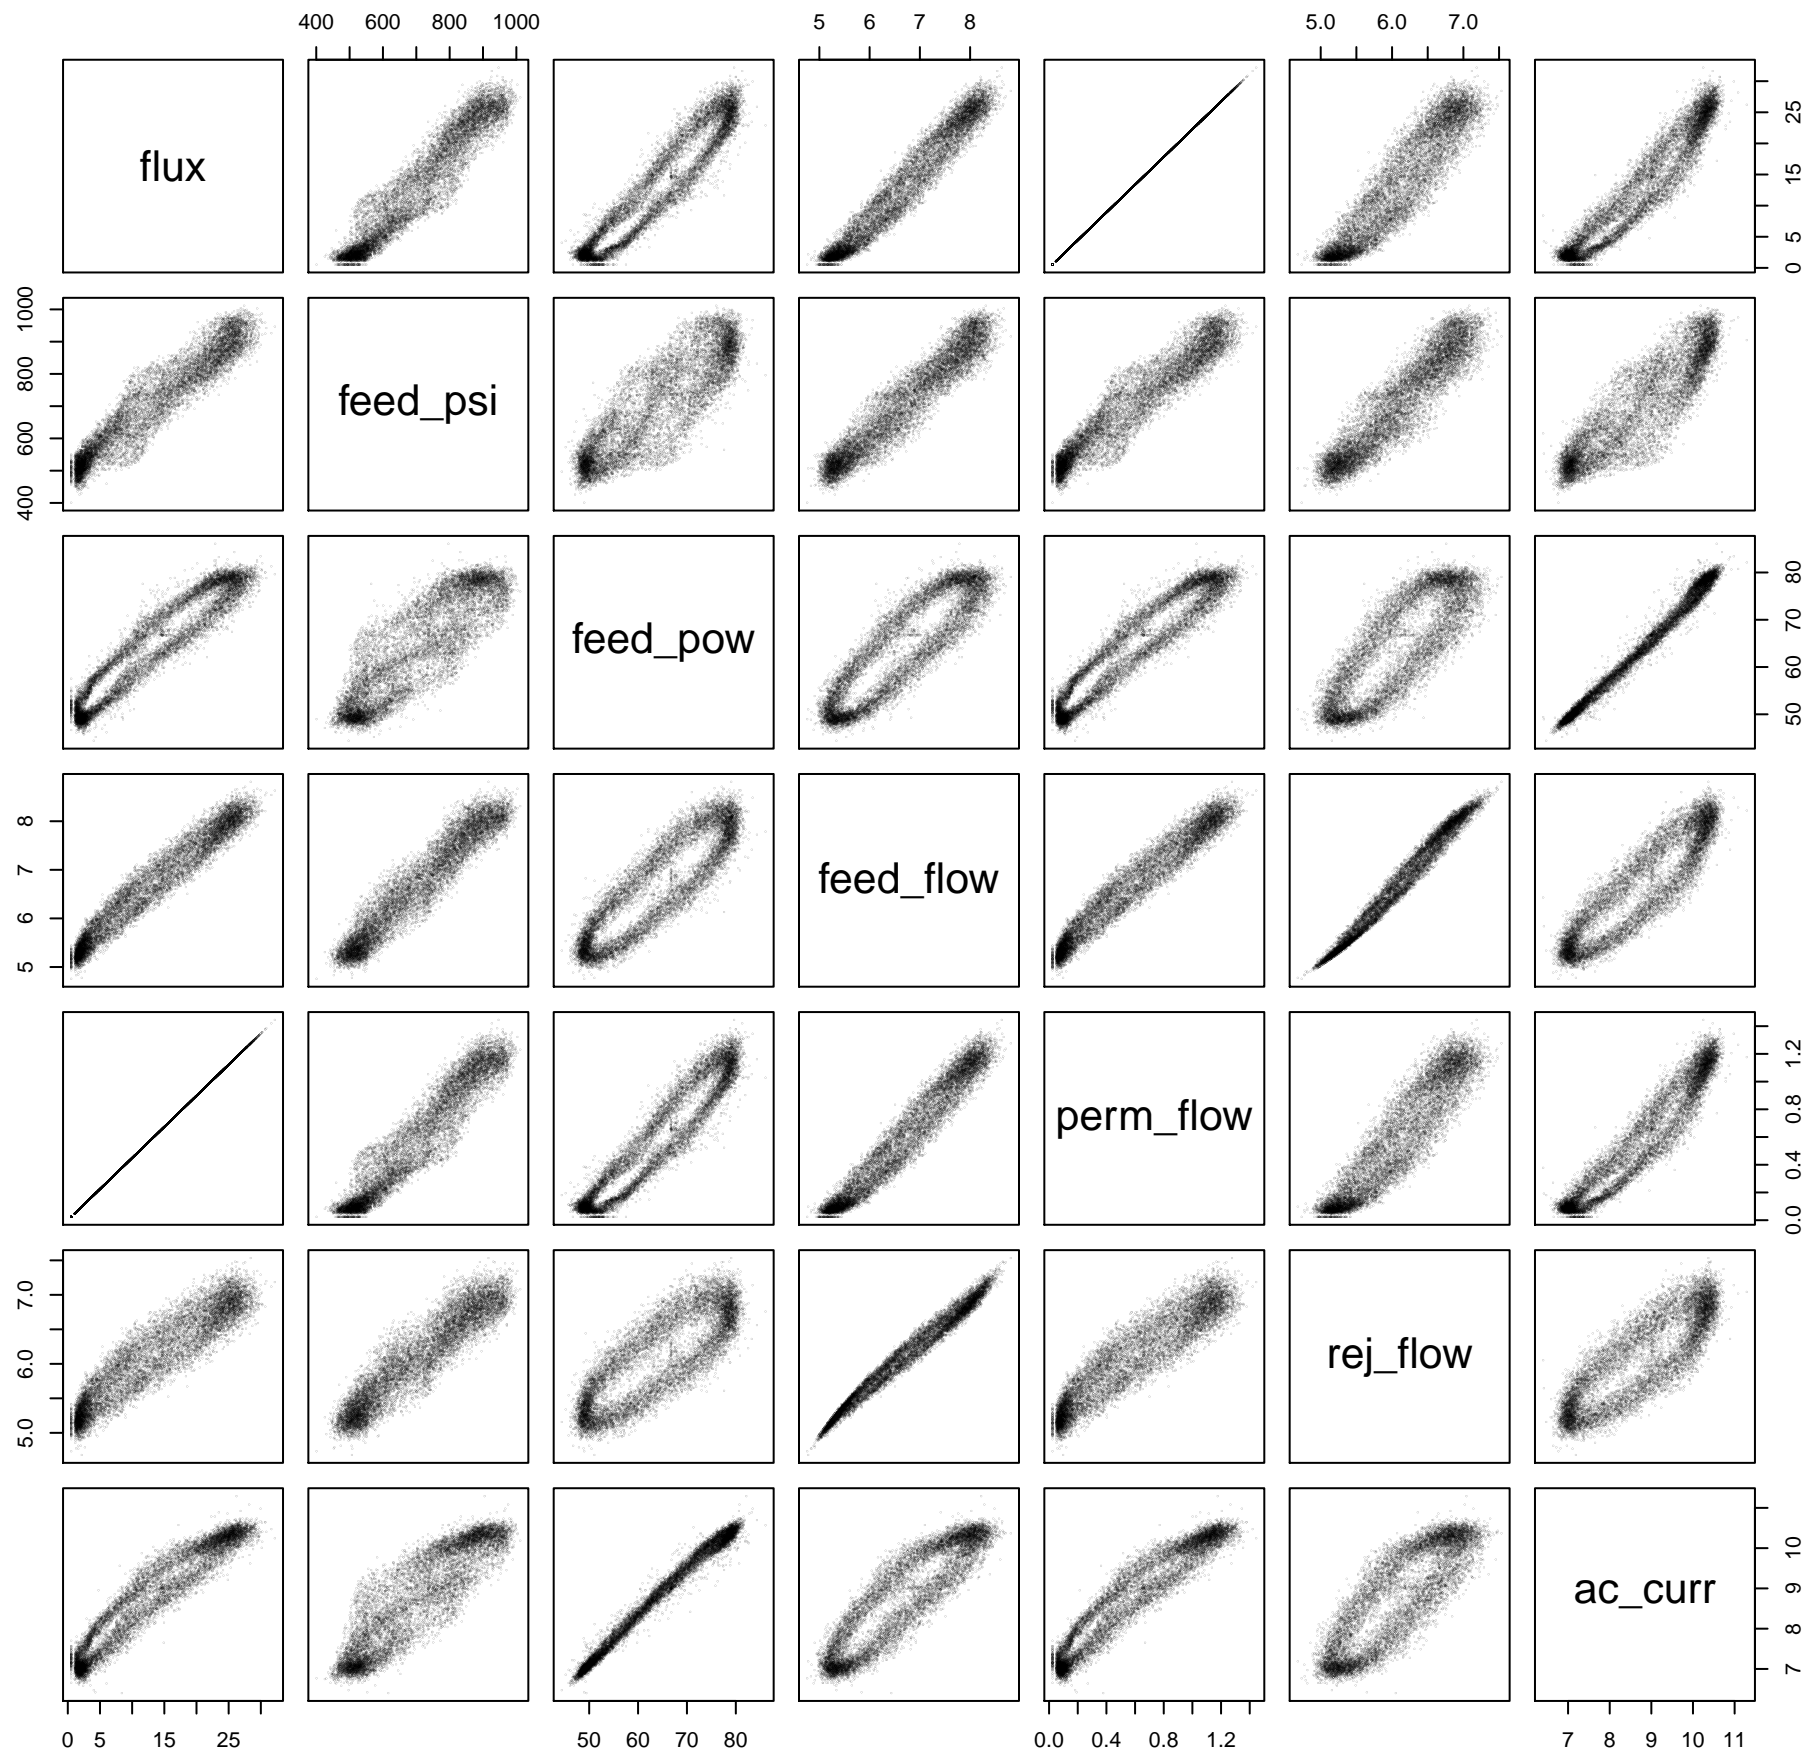 400 600 800 1000 5 6 7 8 5.0 6.0 7.0
flux 0 5 15 25
400 600 800 1000 feed_psi
feed_pow 50 60 70 80
5 6 7 8 feed_flow
perm_flow 0.0 0.4 0.8 1.2
5.0 6.0 7.0 rej_flow
ac_curr 7 8 9 10
0 5 15 25 50 60 70 80 0.0 0.4 0.8 1.2 7 8 9 10 11